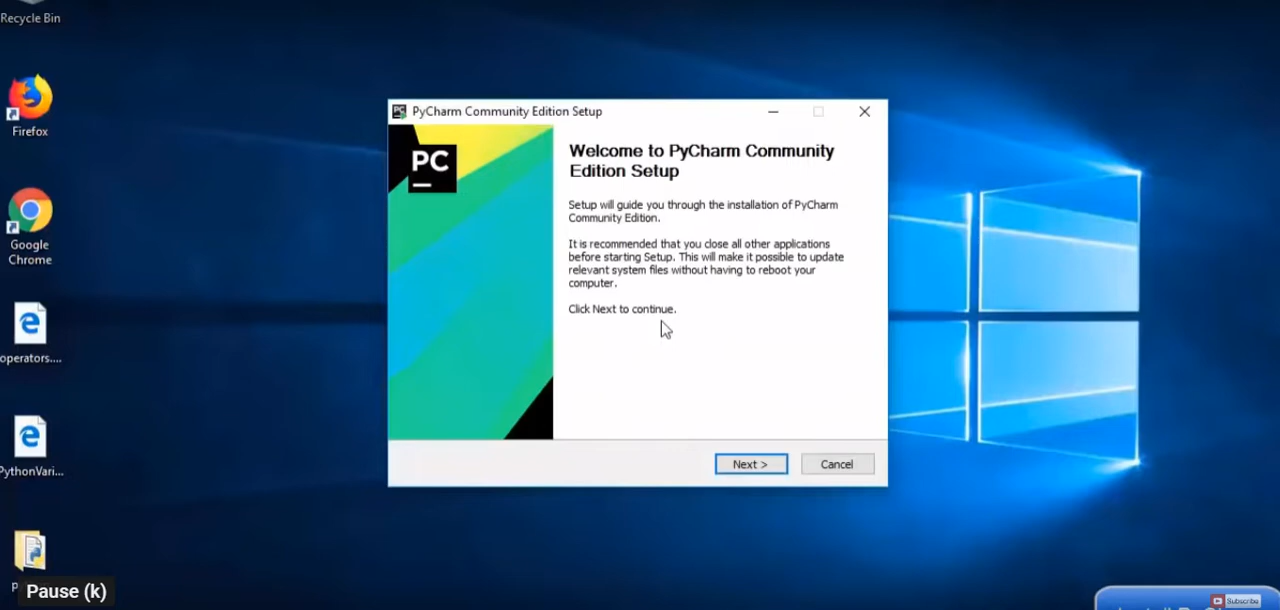 Recycle Bin
Firefox
Google
Chrome
operators....
PythonVari...
Pause (k)
PC PyCharm Community Edition Setup
PC
Welcome to PyCharm Community
Edition Setup
Setup will guide you through the installation of PyCharm
Community Edition.
It is recommended that you close all other applications
before starting Setup. This will make it possible to update
relevant system files without having to reboot your
computer.
Click Next to continue.
Next >
Cancel
Subscribe